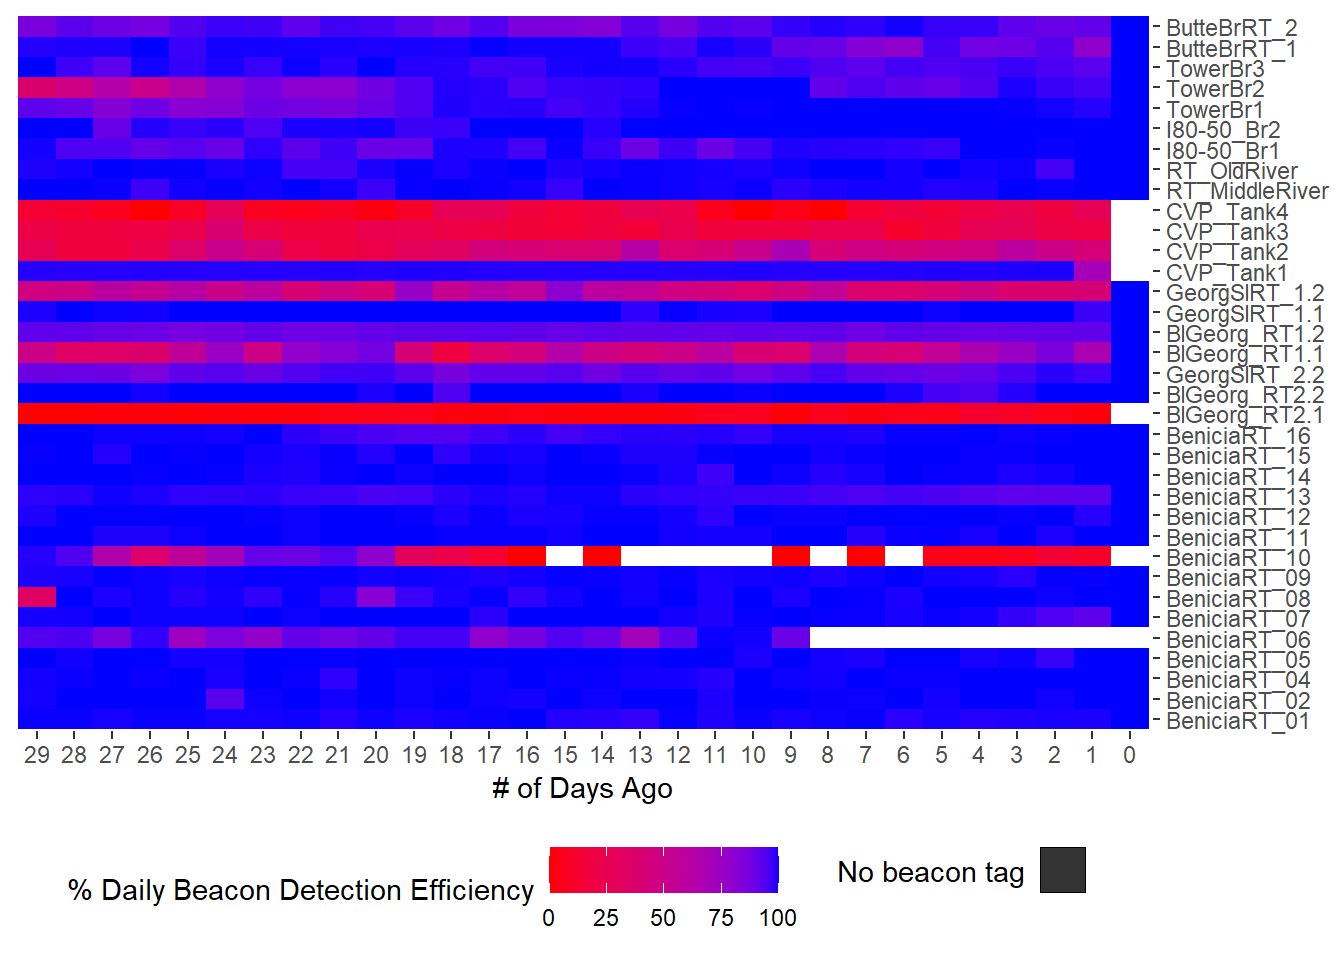 ButteBrRT_2
ButteBrRT_1
TowerBr3
TowerBr2
TowerBr1
I80-50_Br2
I80-50_Br1
RT_OldRiver
RT_MiddleRiver
CVP_Tank4
CVP_Tank3
CVP_Tank2
CVP_Tank1
GeorgSlRT_1.2
GeorgSlRT_1.1
BlGeorg_RT1.2
BlGeorg_RT1.1
GeorgSlRT_2.2
BlGeorg_RT2.2
BlGeorg_RT2.1
BeniciaRT_16
BeniciaRT_15
BeniciaRT_14
BeniciaRT_13
BeniciaRT_12
BeniciaRT_11
BeniciaRT_10
BeniciaRT_09
BeniciaRT_08
BeniciaRT_07
BeniciaRT_06
BeniciaRT_05
BeniciaRT_04
BeniciaRT_02
BeniciaRT_01
29 28 27 26 25 24 23 22 21 20 19 18 17 16 15 14 13 12 11 10 9 8 7 6 5 4 3 2 1 0
# of Days Ago
% Daily Beacon Detection Efficiency
0 25 50 75 100
No beacon tag